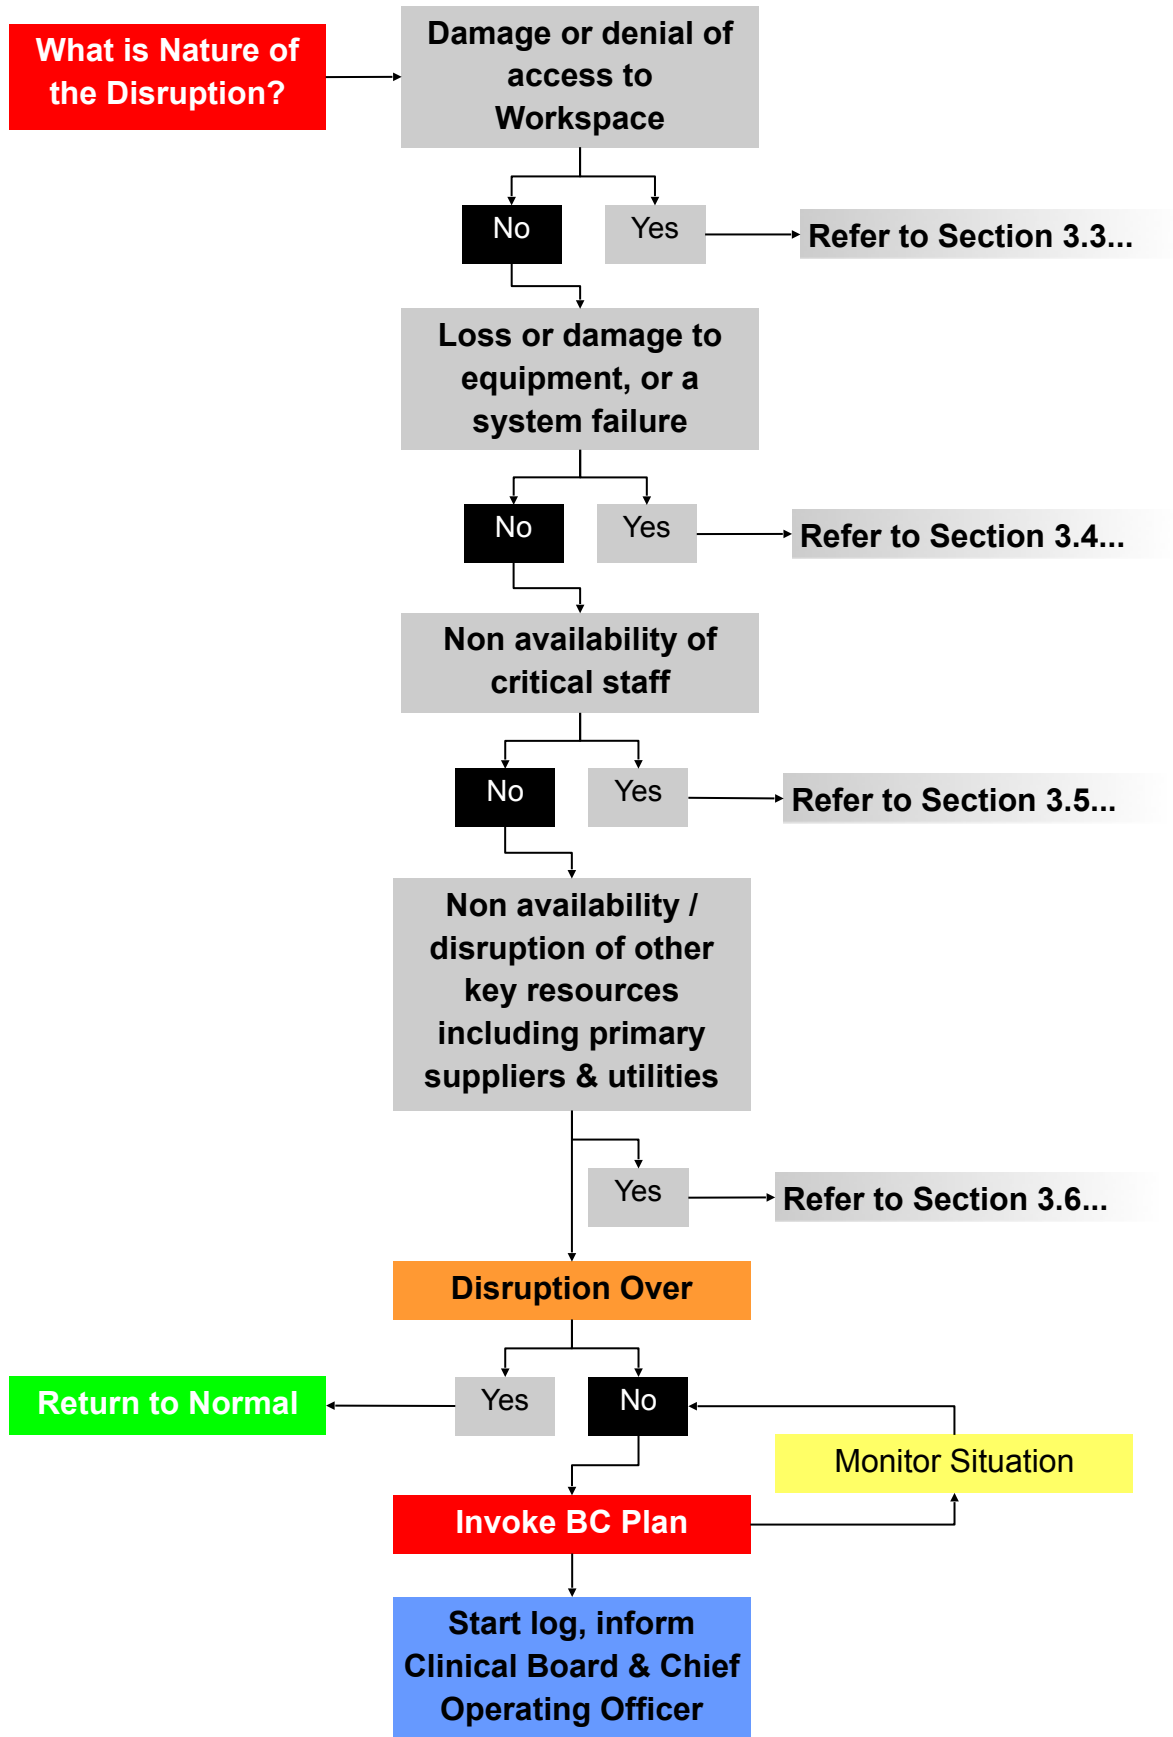 What is Nature of
the Disruption?
Damage or denial of
access to
Workspace
No
Yes
Refer to Section 3.3...
Loss or damage to
equipment, or a
system failure
No
Yes
Refer to Section 3.4...
Non availability of
critical staff
No
Yes
Refer to Section 3.5...
Non availability /
disruption of other
key resources
including primary
suppliers & utilities
Yes
Refer to Section 3.6...
Disruption Over
Return to Normal
Yes
No
Monitor Situation
Invoke BC Plan
Start log, inform
Clinical Board & Chief
Operating Officer